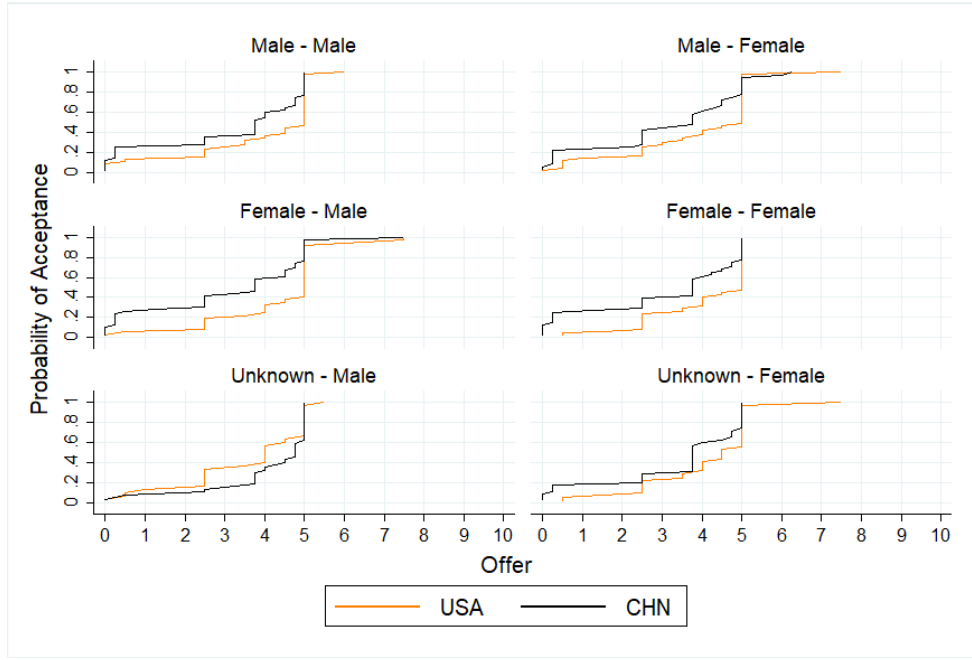 Male - Male
Male - Female
1
.8
.6
.4
.2
0
Female - Male
Female - Female
1
.8
.6
.4
.2
0
Unknown - Male
Unknown - Female
1
.8
.6
.4
.2
0
0 1 2 3 4 5 6 7 8 9 10
0 1 2 3 4 5 6 7 8 9 10
Probability of Acceptance
Offer
USA CHN